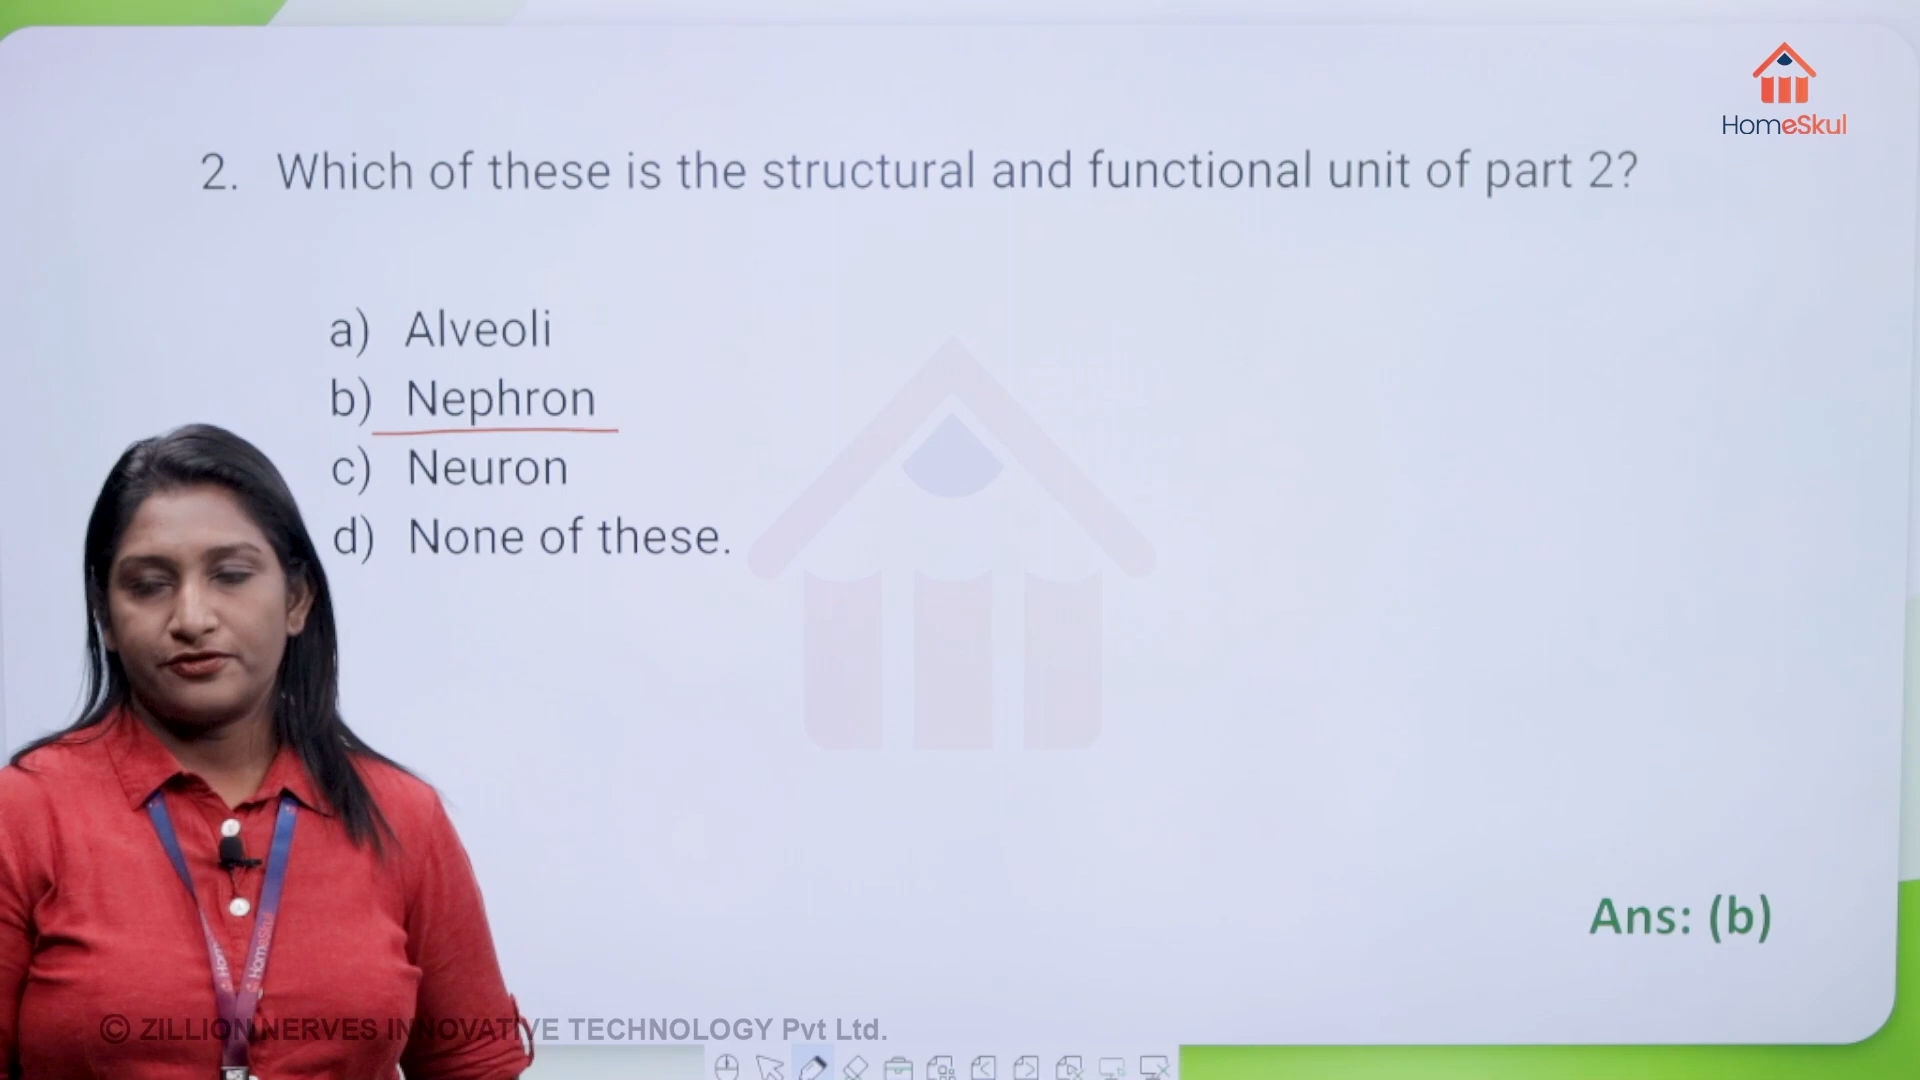 HomeSkul
2. Which of these is the structural and functional unit of part 2?
a) Alveoli
b) Nephron
c) Neuron
d) None of these.
Ans: (b)
HomeSkul
© ZILLION NERVES INNOVATIVE TECHNOLOGY Pvt Ltd.